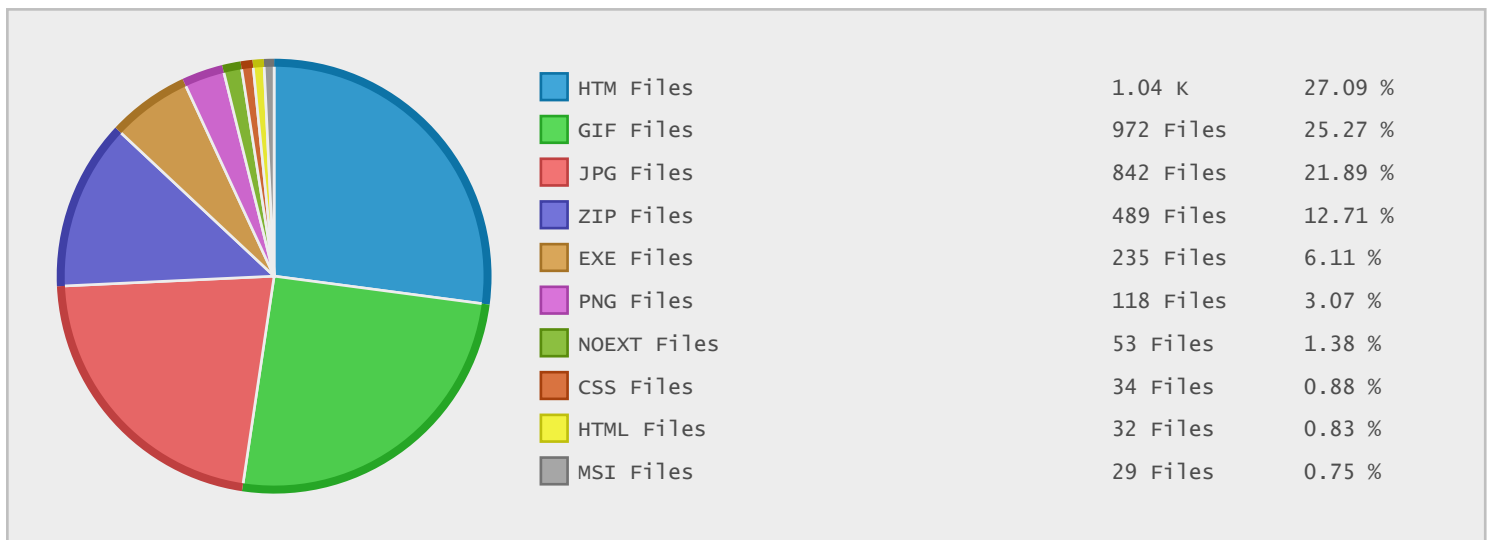 HTM Files 1.04 K 27.09 %
GIF Files 972 Files 25.27 %
JPG Files 842 Files 21.89 %
ZIP Files 489 Files 12.71 %
EXE Files 235 Files 6.11 %
PNG Files 118 Files 3.07 %
NOEXT Files 53 Files 1.38 %
CSS Files 34 Files 0.88 %
HTML Files 32 Files 0.83 %
MSI Files 29 Files 0.75 %